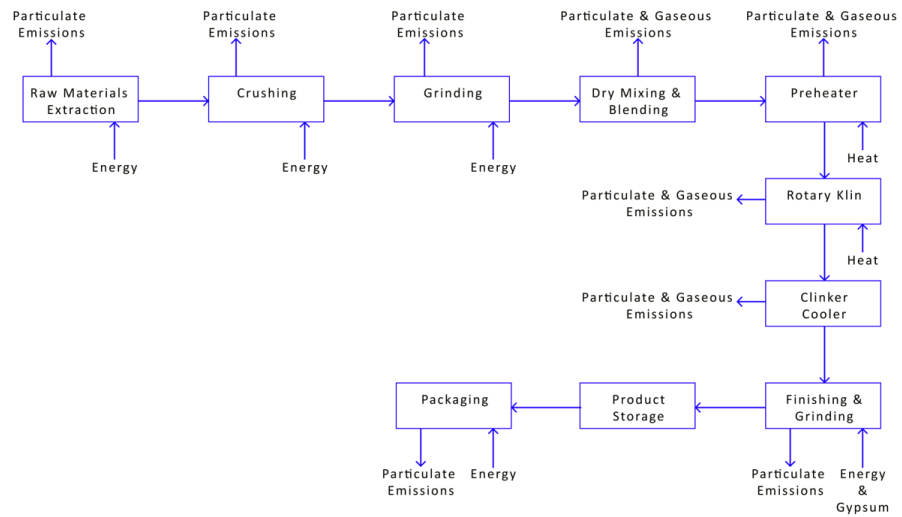 Particulate
Emissions
Particulate
Emissions
Particulate
Emissions
Particulate & Gaseous
Emissions
Particulate & Gaseous
Emissions
Raw Materials
Extraction
Crushing
Grinding
Dry Mixing &
Blending
Preheater
Energy
Energy
Energy
Heat
Particulate & Gaseous
Emissions
Rotary Klin
Heat
Particulate & Gaseous
Emissions
Clinker
Cooler
Packaging
Product
Storage
Finishing &
Grinding
Particulate
Emissions
Energy
Particulate
Emissions
Energy
&
Gypsum